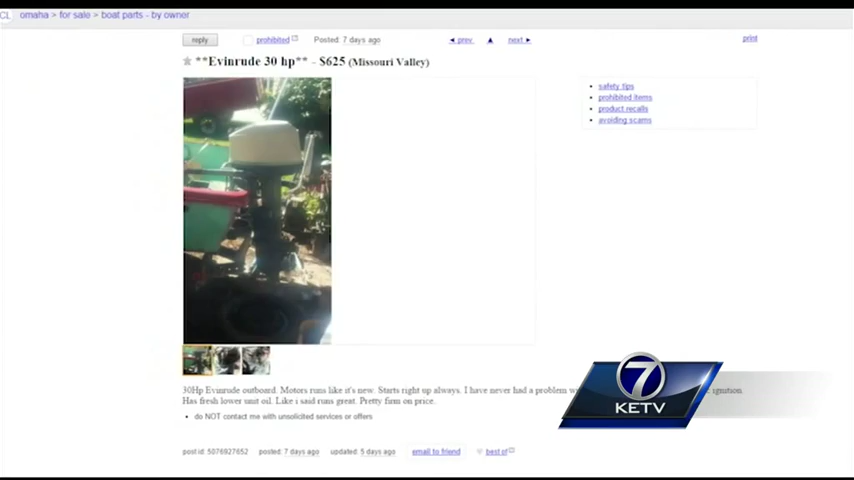 CL omaha > for sale > boat parts - by owner
reply prohibited Posted: 7 days ago ◄ prev ▲ next ► print
**Evinrude 30 hp** - $625 (Missouri Valley)
• safety tips
• prohibited items
• product recalls
• avoiding scams
30Hp Evinrude outboard. Motors runs like it's new. Starts right up always. I have never had a problem ignition.
Has fresh lower unit oil. Like i said runs great. Pretty firm on price.
• do NOT contact me with unsolicited services or offers
7
KETV
post id: 5076927652 posted: 7 days ago updated: 5 days ago email to friend best of